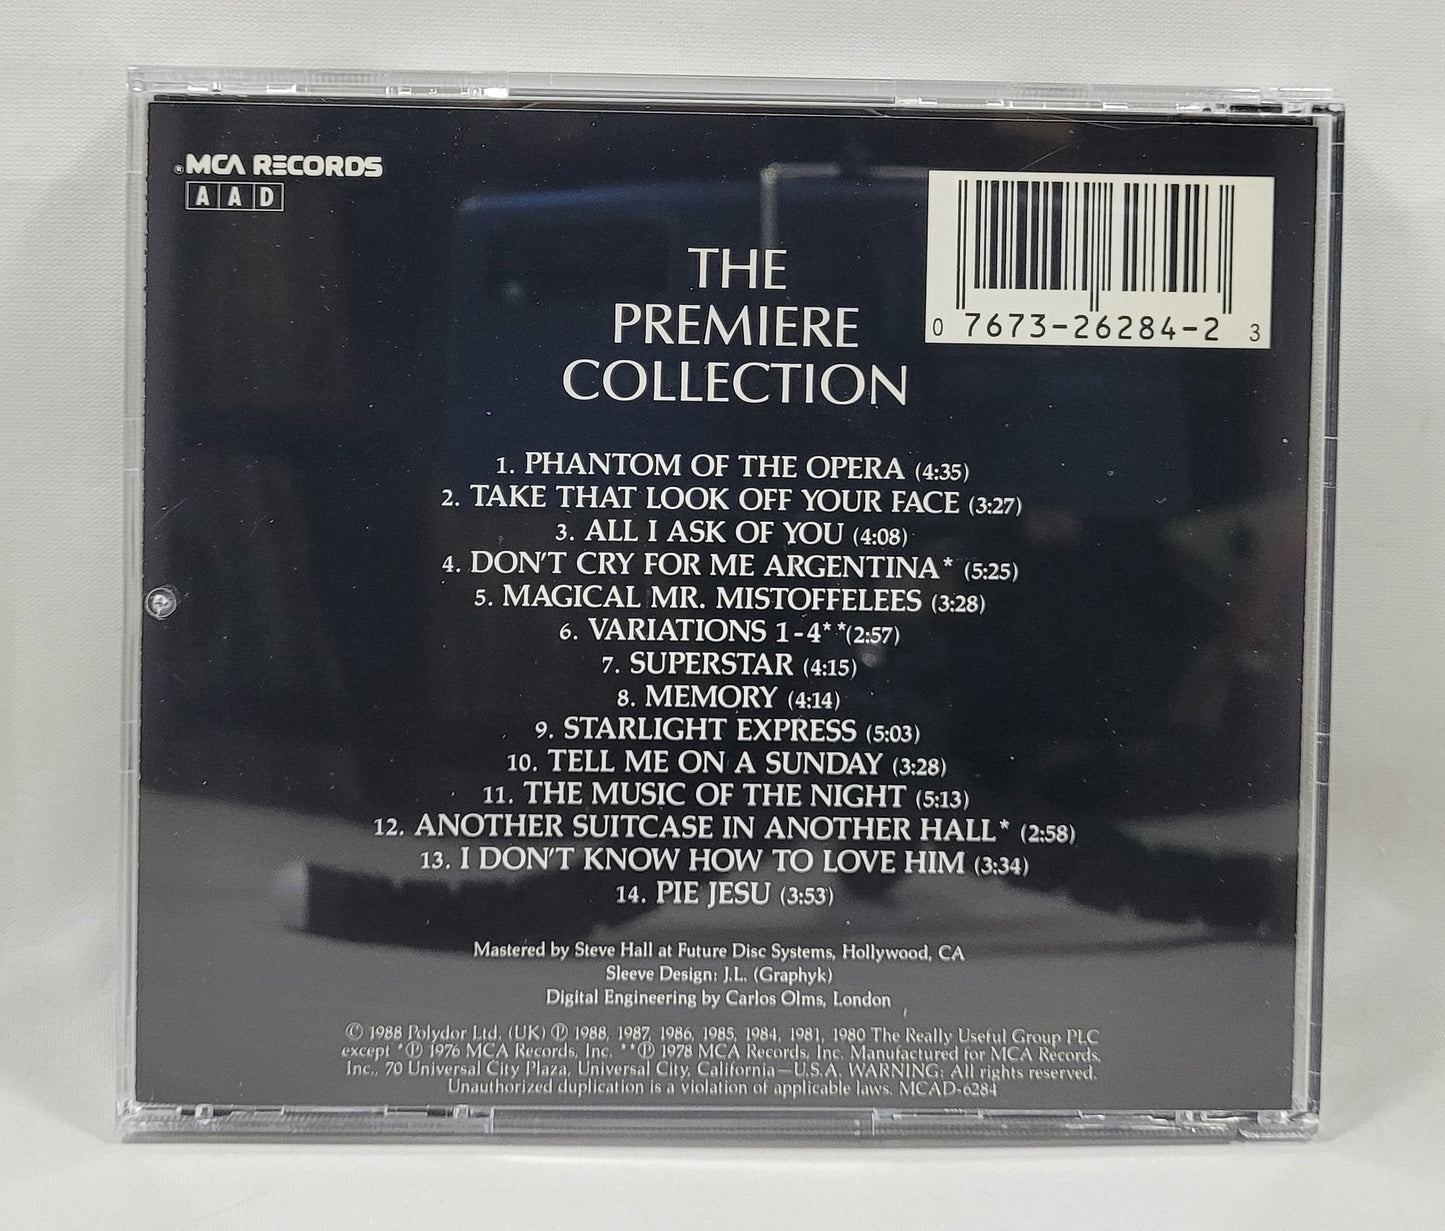 ® MCA RECORDS
A A D
0 7673-26284-2 3
THE
PREMIERE
COLLECTION
1. PHANTOM OF THE OPERA (4:35)
2. TAKE THAT LOOK OFF YOUR FACE (3:27)
3. ALL I ASK OF YOU (4:08)
4. DON'T CRY FOR ME ARGENTINA* (5:25)
5. MAGICAL MR. MISTOFFELEES (3:28)
6. VARIATIONS 1-4**(2:57)
7. SUPERSTAR (4:15)
8. MEMORY (4:14)
9. STARLIGHT EXPRESS (5:03)
10. TELL ME ON A SUNDAY (3:28)
11. THE MUSIC OF THE NIGHT (5:13)
12. ANOTHER SUITCASE IN ANOTHER HALL* (2:58)
13. I DON'T KNOW HOW TO LOVE HIM (3:34)
14. PIE JESU (3:53)
Mastered by Steve Hall at Future Disc Systems, Hollywood, CA
Sleeve Design: J.L. (Graphyk)
Digital Engineering by Carlos Olms, London
© 1988 Polydor Ltd. (UK) ℗ 1988, 1987, 1986, 1985, 1984, 1981, 1980 The Really Useful Group PLC
except *℗ 1976 MCA Records, Inc. **℗ 1978 MCA Records, Inc. Manufactured for MCA Records,
Inc., 70 Universal City Plaza, Universal City, California—U.S.A. WARNING: All rights reserved.
Unauthorized duplication is a violation of applicable laws. MCAD-6284